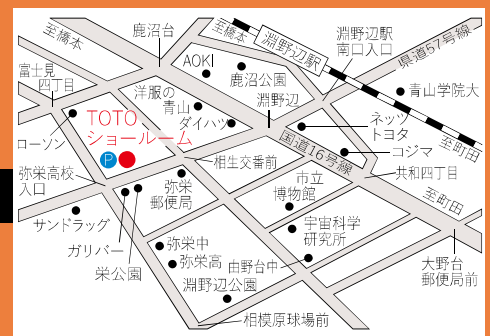 至橋本
鹿沼台
至橋本
淵野辺駅
淵野辺駅
南口入口
県道57号線
AOKI
鹿沼公園
富士見
四丁目
洋服の
青山
淵野辺
青山学院大
TOTO
ショールーム
ダイハツ
ネッツ
トヨタ
ローソン
国道16号線
コジマ
至町田
P
相生交番前
共和四丁目
弥栄高校
入口
弥栄
郵便局
市立
博物館
至町田
サンドラッグ
ガリバー
栄公園
弥栄中
弥栄高
宇宙科学
研究所
由野台中
大野台
郵便局前
淵野辺公園
相模原球場前